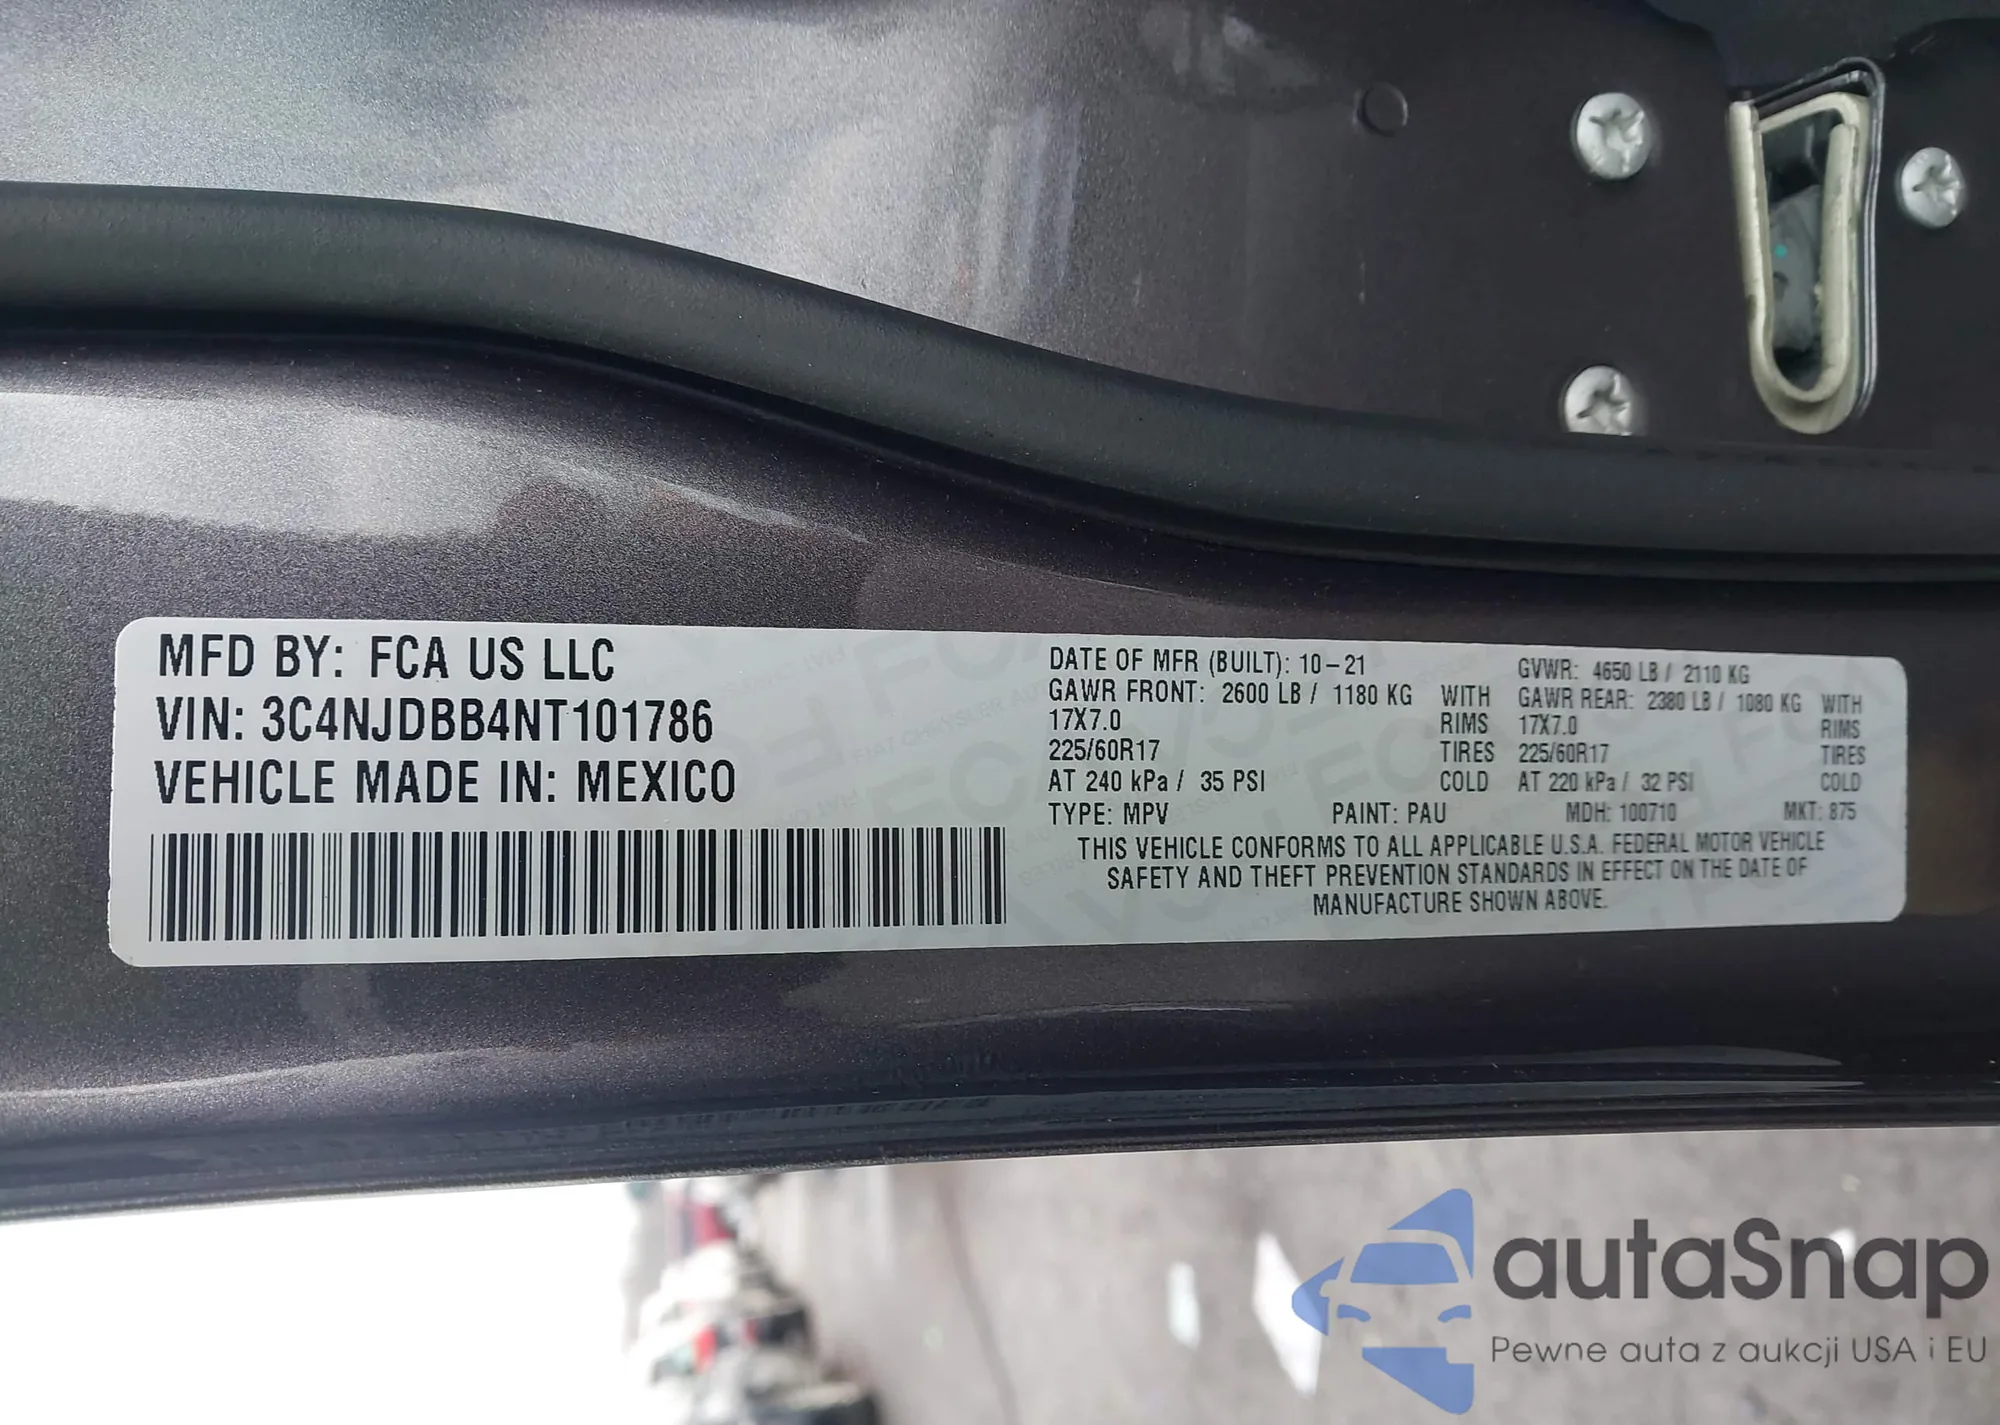 MFD BY: FCA US LLC
VIN: 3C4NJDBB4NT101786
VEHICLE MADE IN: MEXICO
DATE OF MFR (BUILT): 10-21 GVWR: 4650 LB / 2110 KG
GAWR FRONT: 2600 LB / 1180 KG WITH GAWR REAR: 2380 LB / 1080 KG WITH
17X7.0 RIMS 17X7.0 RIMS
225/60R17 TIRES 225/60R17 TIRES
AT 240 kPa / 35 PSI COLD AT 220 kPa / 32 PSI COLD
TYPE: MPV PAINT: PAU MDH: 100710 MKT: 875
THIS VEHICLE CONFORMS TO ALL APPLICABLE U.S.A. FEDERAL MOTOR VEHICLE
SAFETY AND THEFT PREVENTION STANDARDS IN EFFECT ON THE DATE OF
MANUFACTURE SHOWN ABOVE.
autaSnap
Pewne auta z aukcji USA i EU